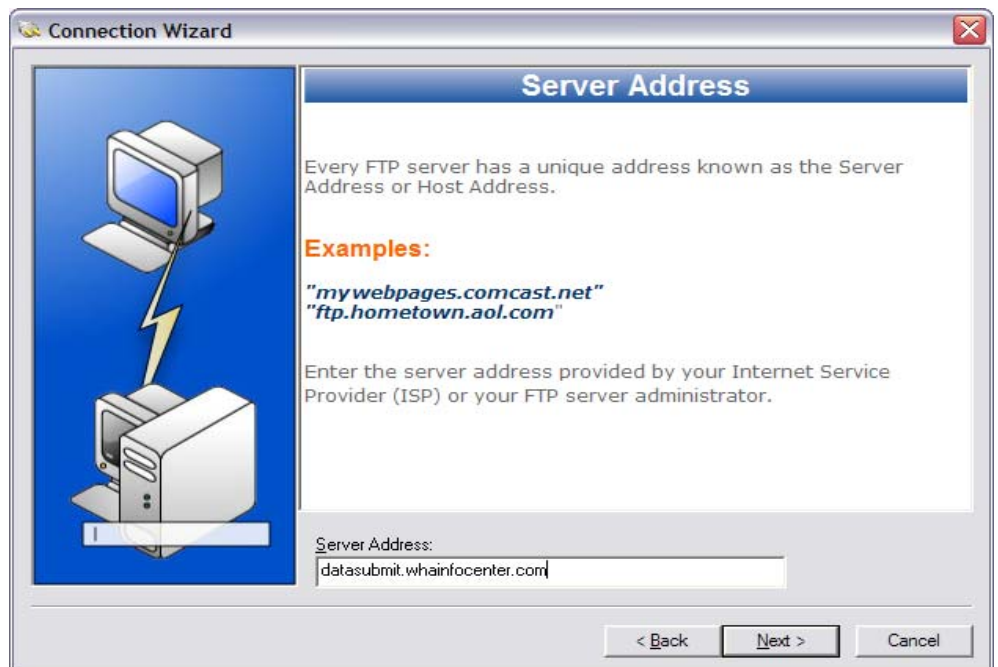 Connection Wizard
Server Address
Every FTP server has a unique address known as the Server
Address or Host Address.
Examples:
"mywebpages.comcast.net"
"ftp.hometown.aol.com"
Enter the server address provided by your Internet Service
Provider (ISP) or your FTP server administrator.
Server Address:
datasubmit.whainfocenter.com
< Back Next > Cancel